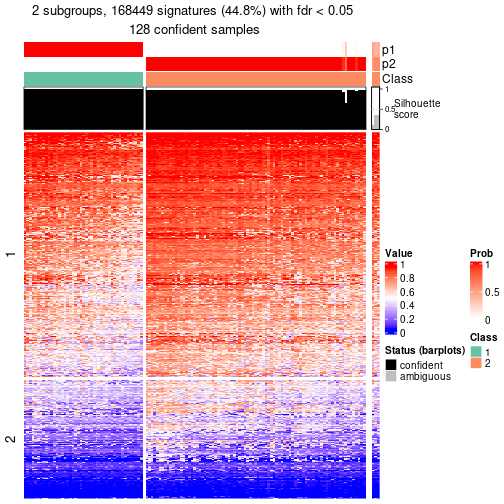 2 subgroups, 168449 signatures (44.8%) with fdr < 0.05
128 confident samples
p1
p2
Class
1
0.5
0
Silhouette
score
1
2
Value
1
0.8
0.6
0.4
0.2
0
Prob
1
0.5
0
Status (barplots)
confident
ambiguous
Class
1
2